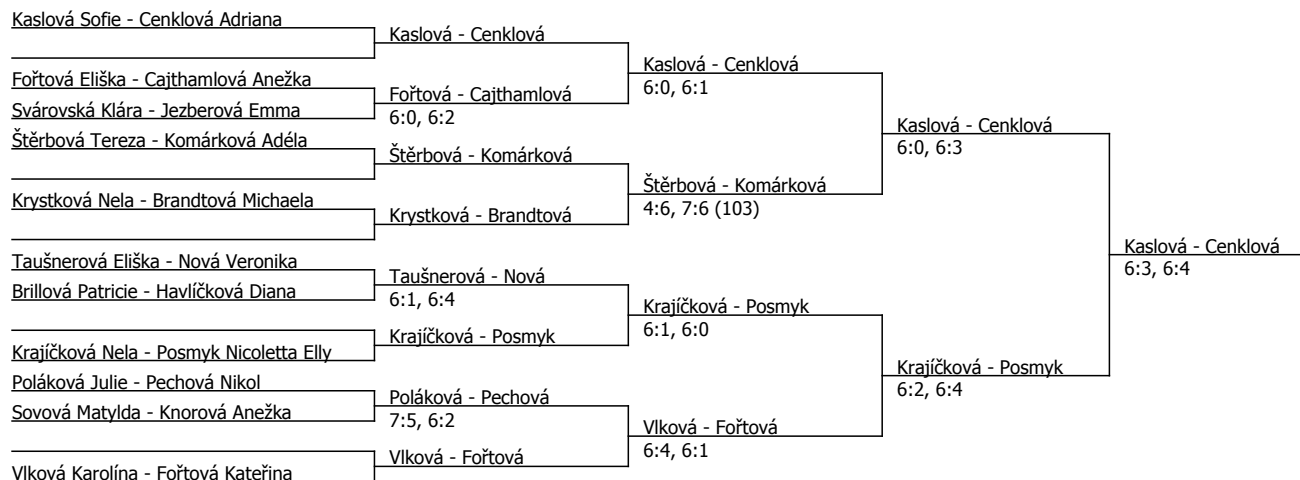 Kaslová Sofie - Cenklová Adriana
Fořtová Eliška - Cajthamlová Anežka
Svárovská Klára - Jezberová Emma
Štěrbová Tereza - Komárková Adéla
Krystková Nela - Brandtová Michaela
Taušnerová Eliška - Nová Veronika
Brillová Patricie - Havlíčková Diana
Krajíčková Nela - Posmyk Nicoletta Elly
Poláková Julie - Pechová Nikol
Sovová Matylda - Knorová Anežka
Vlková Karolína - Fořtová Kateřina
Kaslová - Cenklová
Fořtová - Cajthamlová
6:0, 6:2
Štěrbová - Komárková
Krystková - Brandtová
Taušnerová - Nová
6:1, 6:4
Krajíčková - Posmyk
Poláková - Pechová
7:5, 6:2
Vlková - Fořtová
Kaslová - Cenklová
6:0, 6:1
Štěrbová - Komárková
4:6, 7:6 (103)
Krajíčková - Posmyk
6:1, 6:0
Vlková - Fořtová
6:4, 6:1
Kaslová - Cenklová
6:0, 6:3
Krajíčková - Posmyk
6:2, 6:4
Kaslová - Cenklová
6:3, 6:4